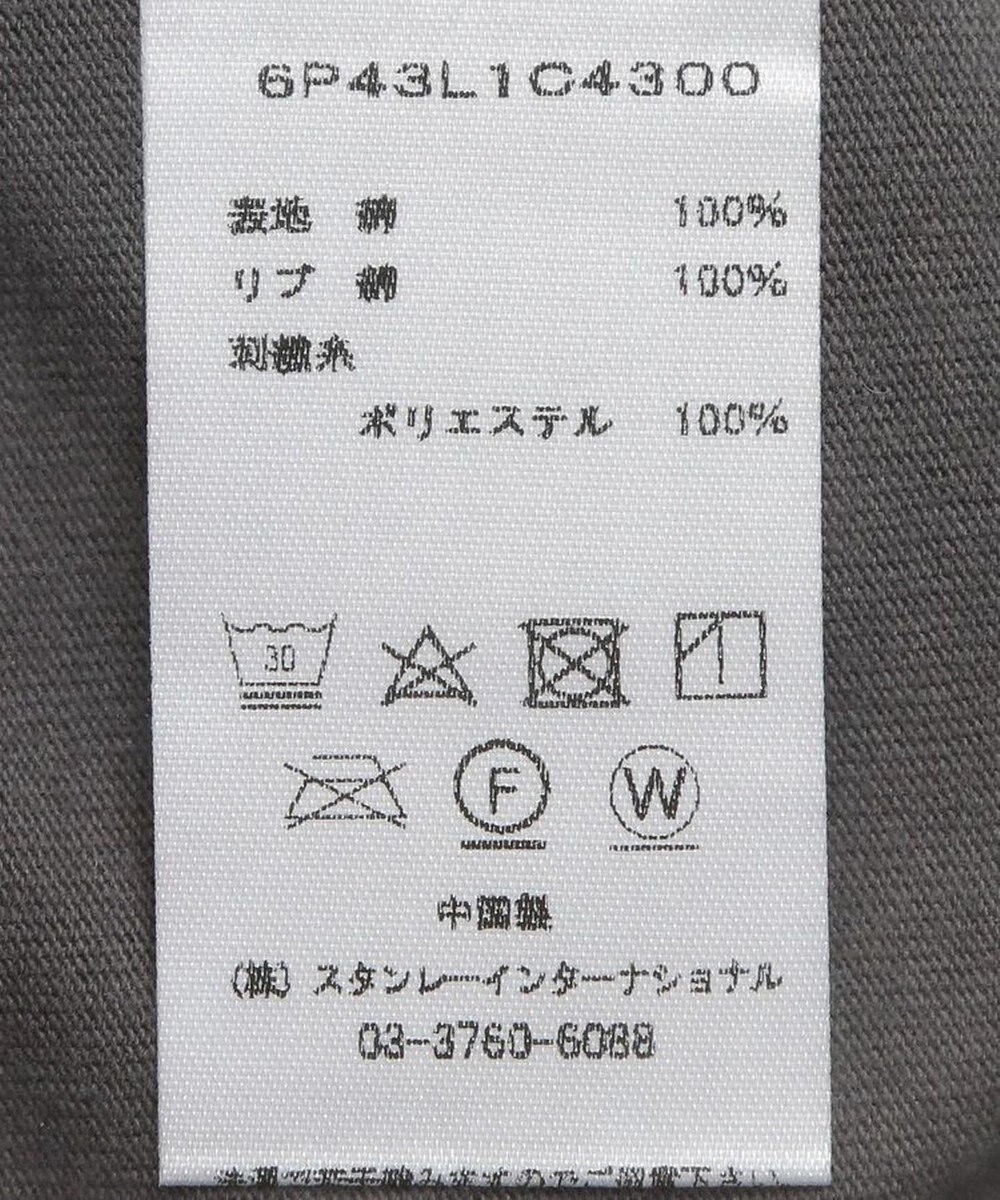 6P43L1C4300
表地 綿 100%
リブ 綿 100%
刺繍糸
ポリエステル 100%
30
F
W
中国製
(株) スタンレーインターナショナル
03-3760-6088